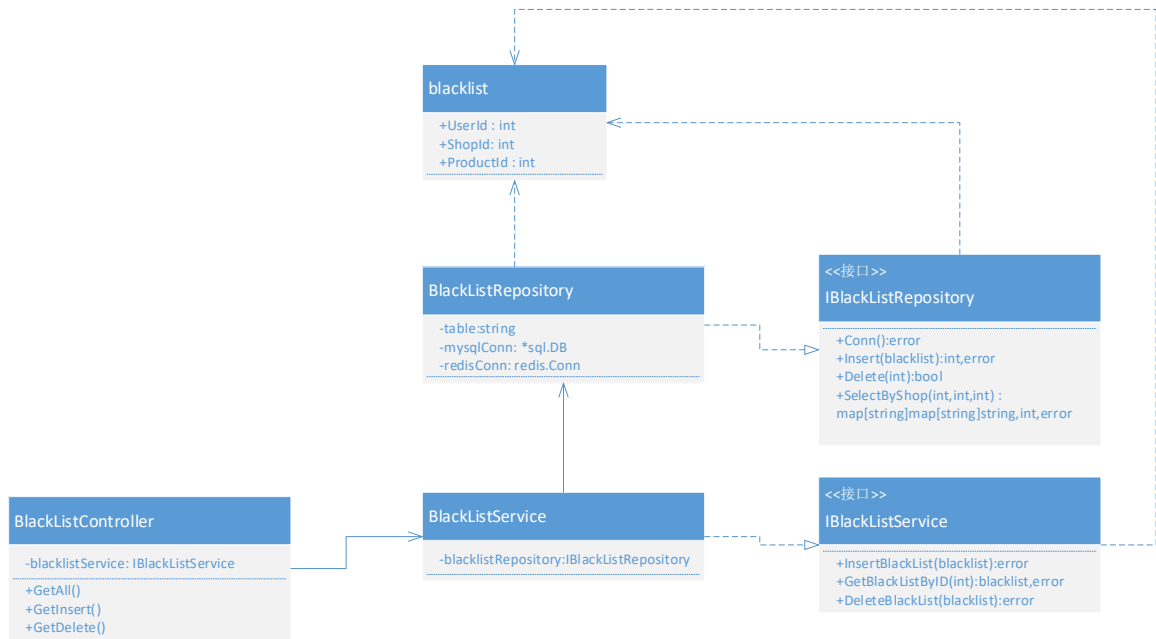 blacklist
+UserId : int
+ShopId: int
+ProductId : int
BlackListRepository
-table:string
-mysqlConn: *sql.DB
-redisConn: redis.Conn
<<接口>>
IBlackListRepository
+Conn():error
+Insert(blacklist):int,error
+Delete(int):bool
+SelectByShop(int,int,int) :
map[string]map[string]string,int,error
BlackListController
-blacklistService: IBlackListService
+GetAll()
+GetInsert()
+GetDelete()
BlackListService
-blacklistRepository:IBlackListRepository
<<接口>>
IBlackListService
+InsertBlackList(blacklist):error
+GetBlackListByID(int):blacklist,error
+DeleteBlackList(blacklist):error